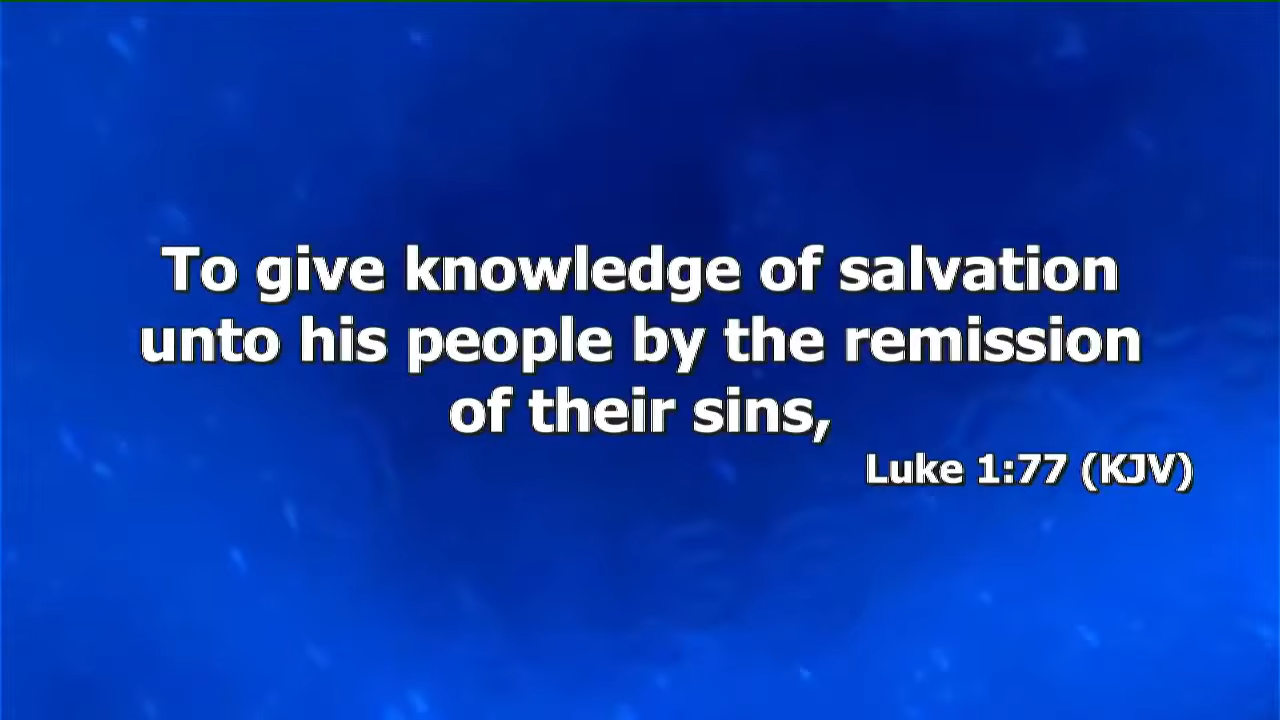 To give knowledge of salvation
unto his people by the remission
of their sins,
Luke 1:77 (KJV)